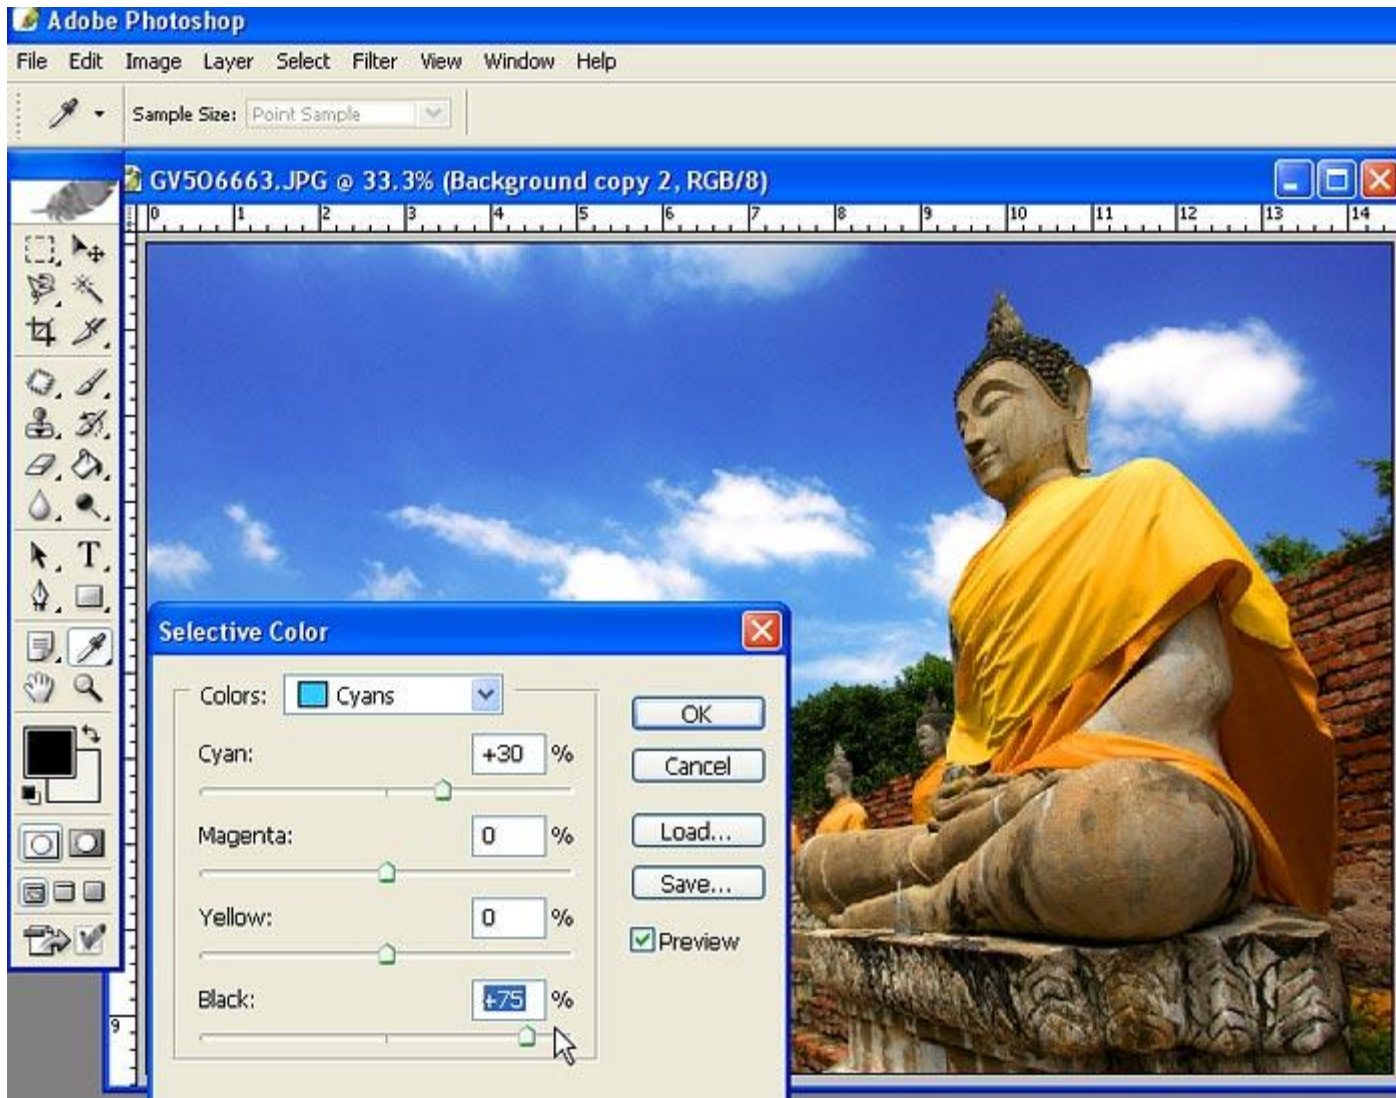 Adobe Photoshop
File Edit Image Layer Select Filter View Window Help
Sample Size: Point Sample
GV506663.JPG @ 33.3% (Background copy 2, RGB/8)
0 1 2 3 4 5 6 7 8 9 10 11 12 13 14
T
Selective Color
Colors: Cyans
OK
Cyan: +30 %
Cancel
Magenta: 0 %
Load...
Save...
Yellow: 0 %
Preview
Black: +75 %
9